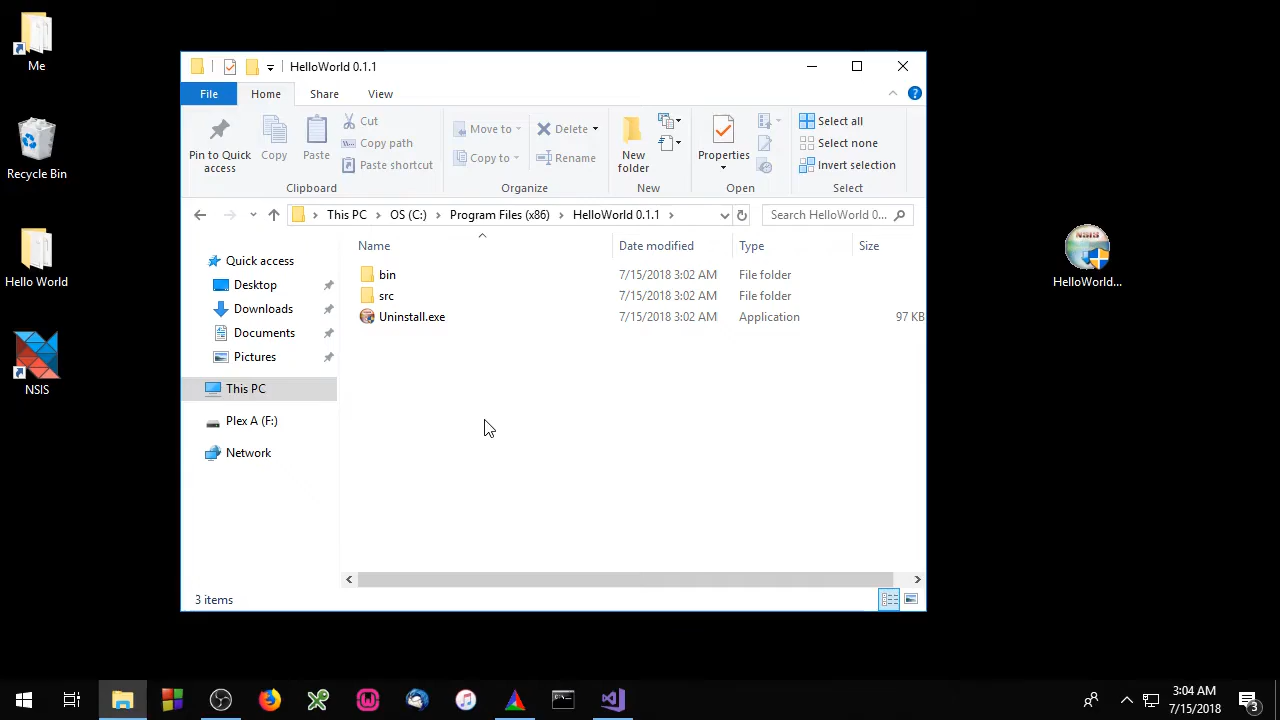 Me
Recycle Bin
Hello World
NSIS
HelloWorld 0.1.1
File
Home
Share
View
Pin to Quick
access
Copy
Paste
Cut
Copy path
Paste shortcut
Clipboard
Move to
Copy to
Delete
Rename
Organize
New
folder
New
Properties
Open
Select all
Select none
Invert selection
Select
This PC
OS (C:)
Program Files (x86)
HelloWorld 0.1.1
Search HelloWorld 0...
Name
Date modified
Type
Size
bin 7/15/2018 3:02 AM File folder
src 7/15/2018 3:02 AM File folder
Uninstall.exe 7/15/2018 3:02 AM Application 97 KB
Quick access
Desktop
Downloads
Documents
Pictures
This PC
Plex A (F:)
Network
3 items
NSIS
HelloWorld...
3:04 AM
7/15/2018
3